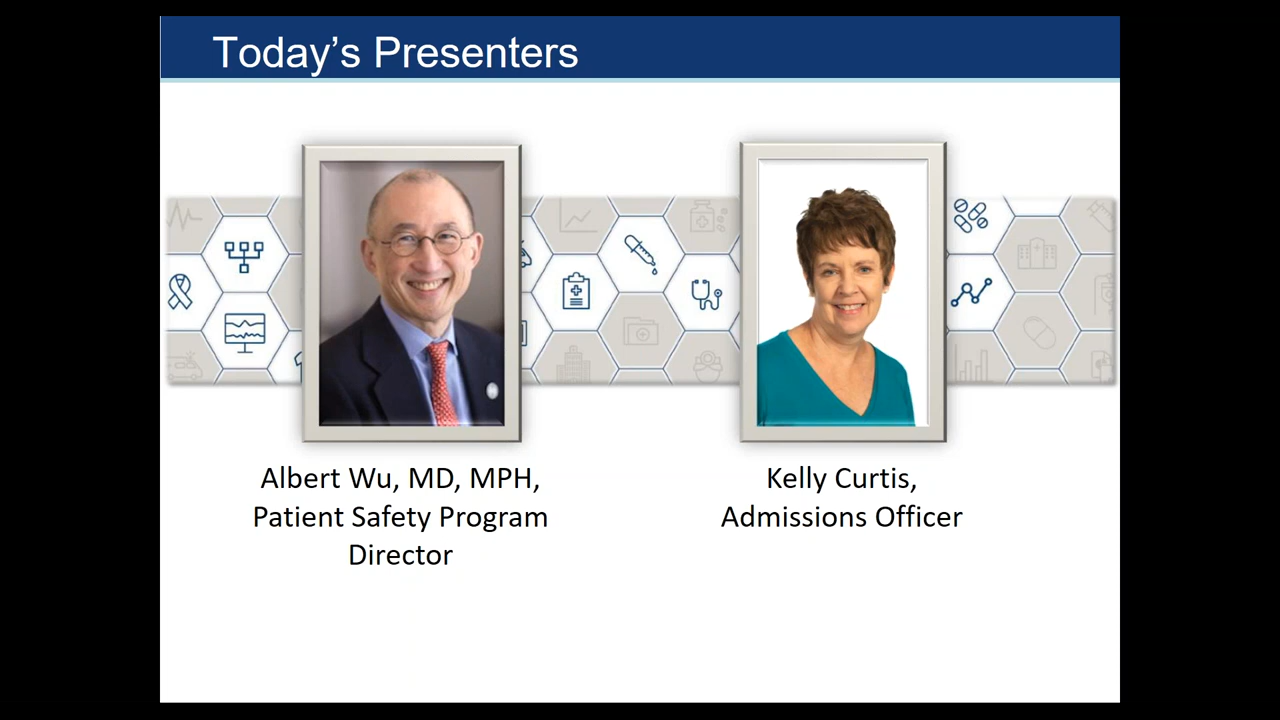 Today’s Presenters
Albert Wu, MD, MPH,
Patient Safety Program
Director
Kelly Curtis,
Admissions Officer